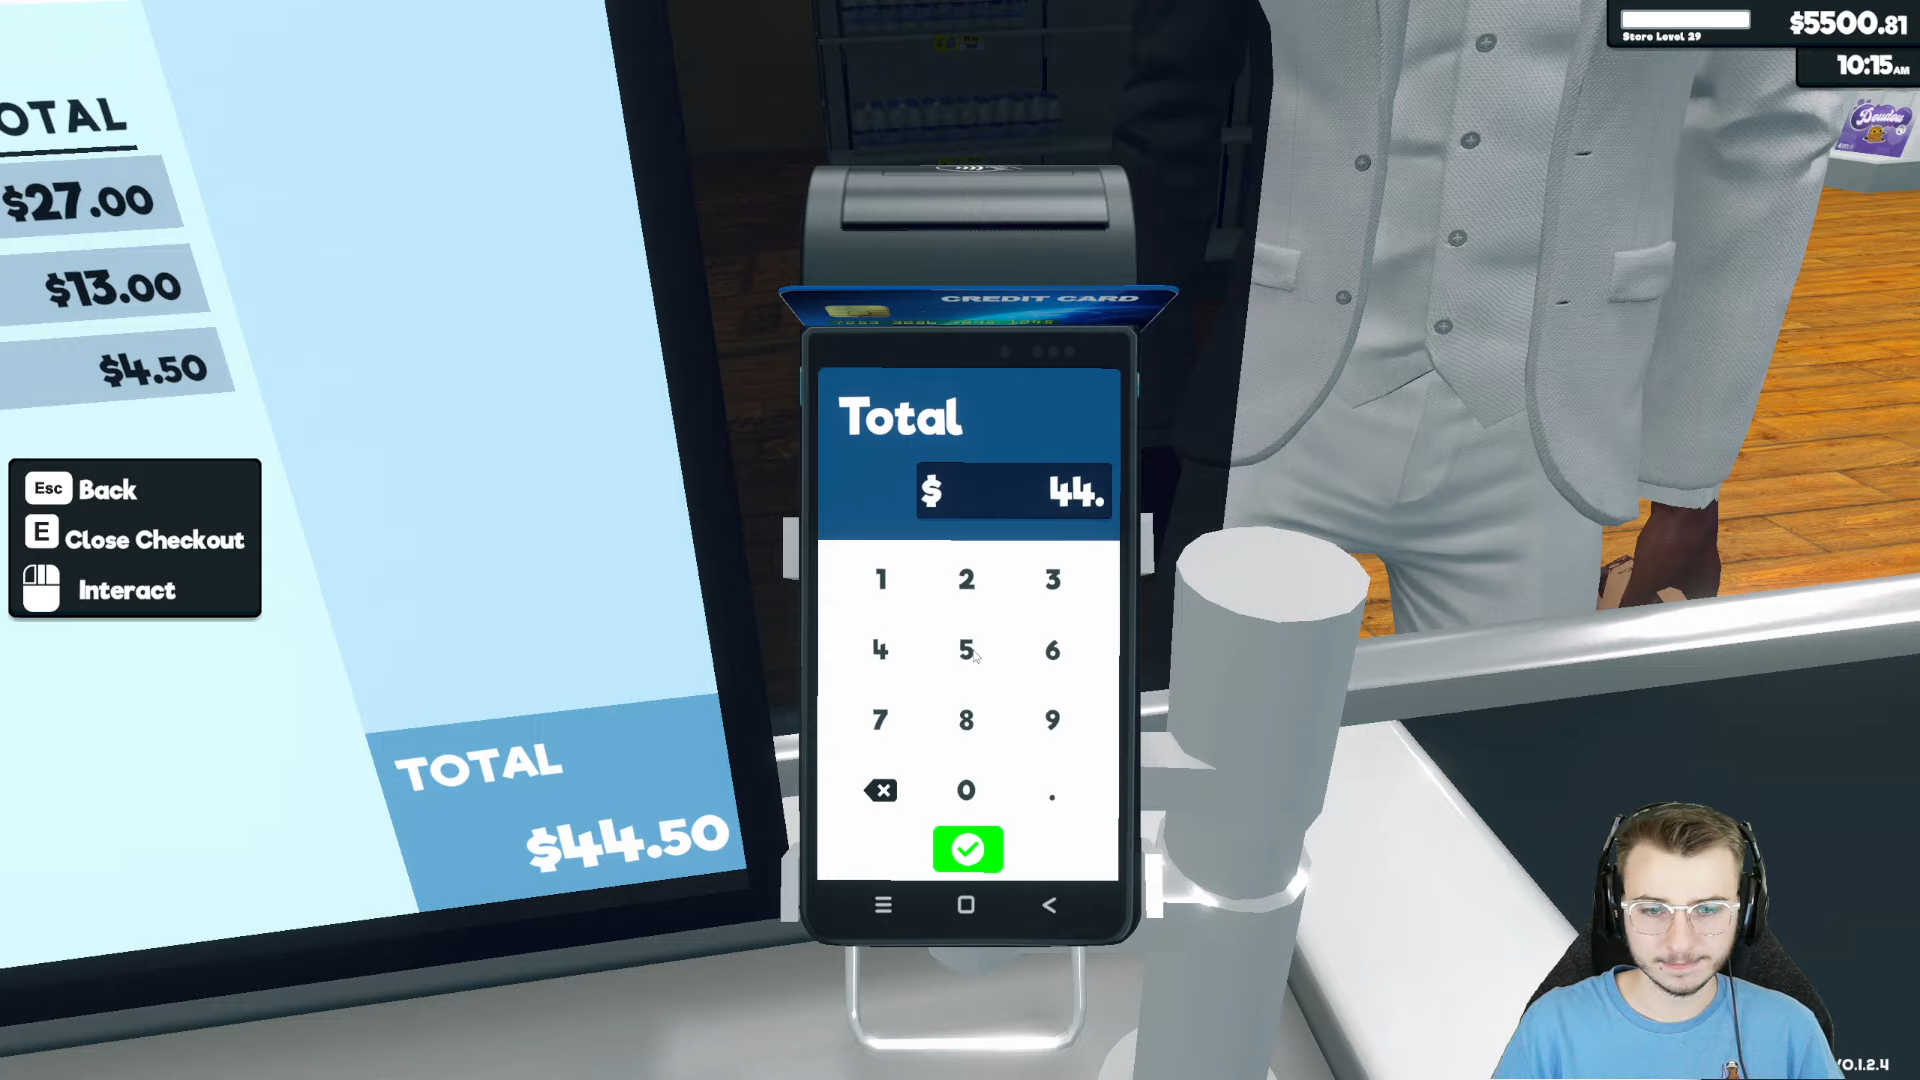 $5500.81
Store Level 29
10:15AM
Doudou
OTAL
$27.00
$13.00
$4.50
Esc Back
E Close Checkout
Interact
TOTAL
$44.50
CREDIT CARD
Total
$ 44.
1 2 3
4 5 6
7 8 9
0 .
V0.1.2.4